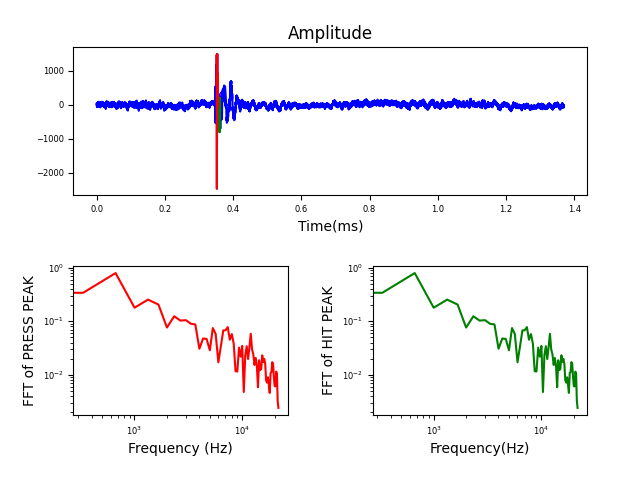 Amplitude
1000
0
−1000
−2000
0.0 0.2 0.4 0.6 0.8 1.0 1.2 1.4
Time(ms)
FFT of PRESS PEAK
10⁰
10⁻¹
10⁻²
10³ 10⁴
Frequency (Hz)
FFT of HIT PEAK
10⁰
10⁻¹
10⁻²
10³ 10⁴
Frequency(Hz)